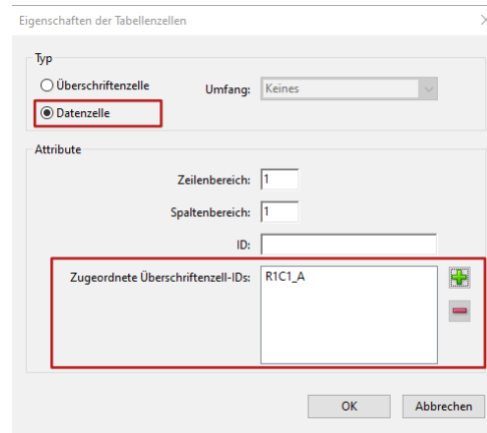 Eigenschaften der Tabellenzellen
Typ
Überschriftenzelle Umfang: Keines
Datenzelle
Attribute
Zeilenbereich: 1
Spaltenbereich: 1
ID:
Zugeordnete Überschriftenzell-IDs: R1C1_A
OK Abbrechen